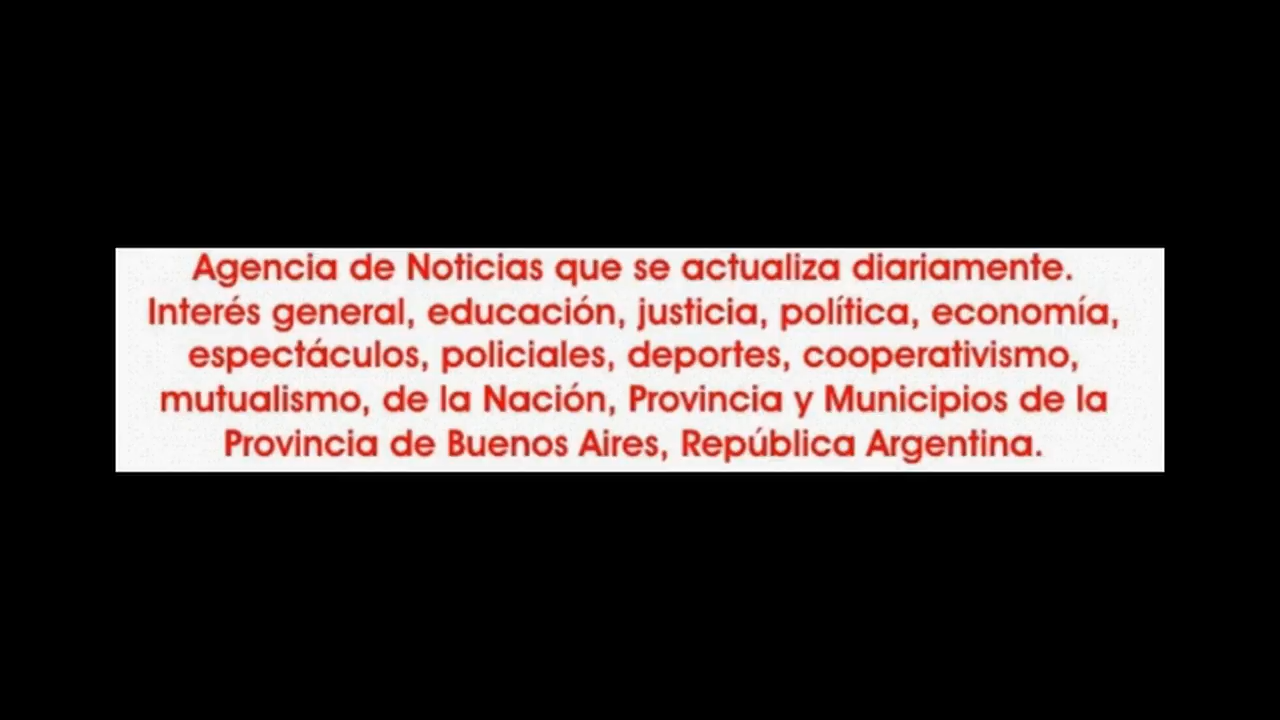 Agencia de Noticias que se actualiza diariamente.
Interés general, educación, justicia, política, economía,
espectáculos, policiales, deportes, cooperativismo,
mutualismo, de la Nación, Provincia y Municipios de la
Provincia de Buenos Aires, República Argentina.